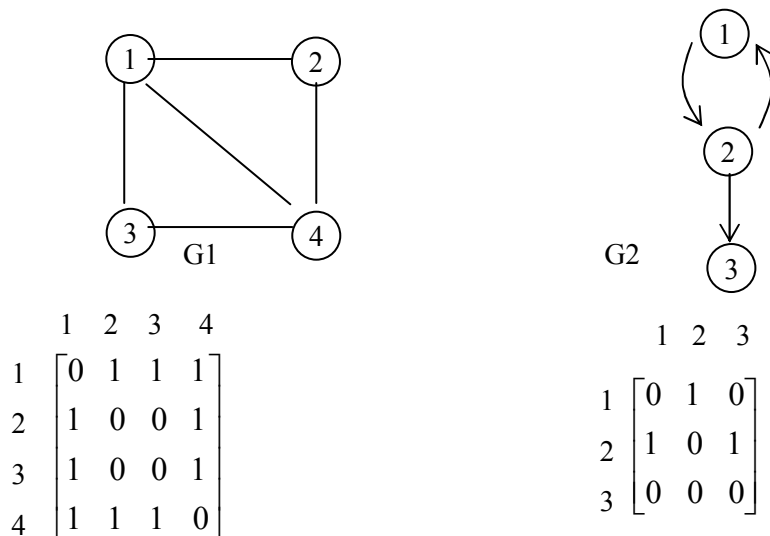 1 2
3 4
G1
1 2 3 4
1 0 1 1 1
2 1 0 0 1
3 1 0 0 1
4 1 1 1 0
1
2
G2
3
1 2 3
1 0 1 0
2 1 0 1
3 0 0 0